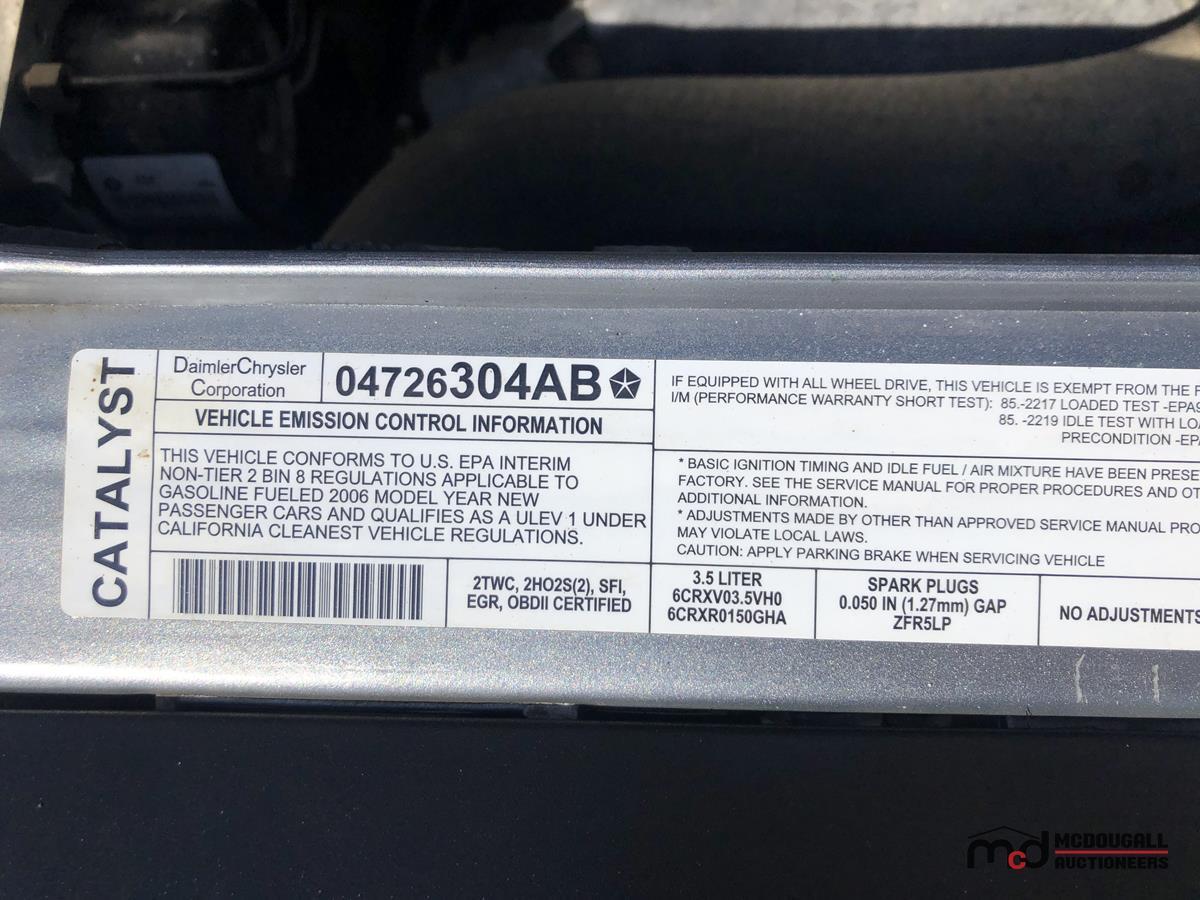 CATALYST
DaimlerChrysler
Corporation
04726304AB
VEHICLE EMISSION CONTROL INFORMATION
THIS VEHICLE CONFORMS TO U.S. EPA INTERIM
NON-TIER 2 BIN 8 REGULATIONS APPLICABLE TO
GASOLINE FUELED 2006 MODEL YEAR NEW
PASSENGER CARS AND QUALIFIES AS A ULEV 1 UNDER
CALIFORNIA CLEANEST VEHICLE REGULATIONS.
2TWC, 2HO2S(2), SFI,
EGR, OBDII CERTIFIED
IF EQUIPPED WITH ALL WHEEL DRIVE, THIS VEHICLE IS EXEMPT FROM THE
I/M (PERFORMANCE WARRANTY SHORT TEST): 85.-2217 LOADED TEST -EPA
85. -2219 IDLE TEST WITH
PRECONDITION -EPA
* BASIC IGNITION TIMING AND IDLE FUEL / AIR MIXTURE HAVE BEEN
FACTORY. SEE THE SERVICE MANUAL FOR PROPER PROCEDURES AND
ADDITIONAL INFORMATION.
* ADJUSTMENTS MADE BY OTHER THAN APPROVED SERVICE MANUAL
MAY VIOLATE LOCAL LAWS.
CAUTION: APPLY PARKING BRAKE WHEN SERVICING VEHICLE
3.5 LITER
6CRXV03.5VH0
6CRXR0150GHA
SPARK PLUGS
0.050 IN (1.27mm) GAP
ZFR5LP
NO ADJUSTMENTS
mcd MCDOUGALL
AUCTIONEERS